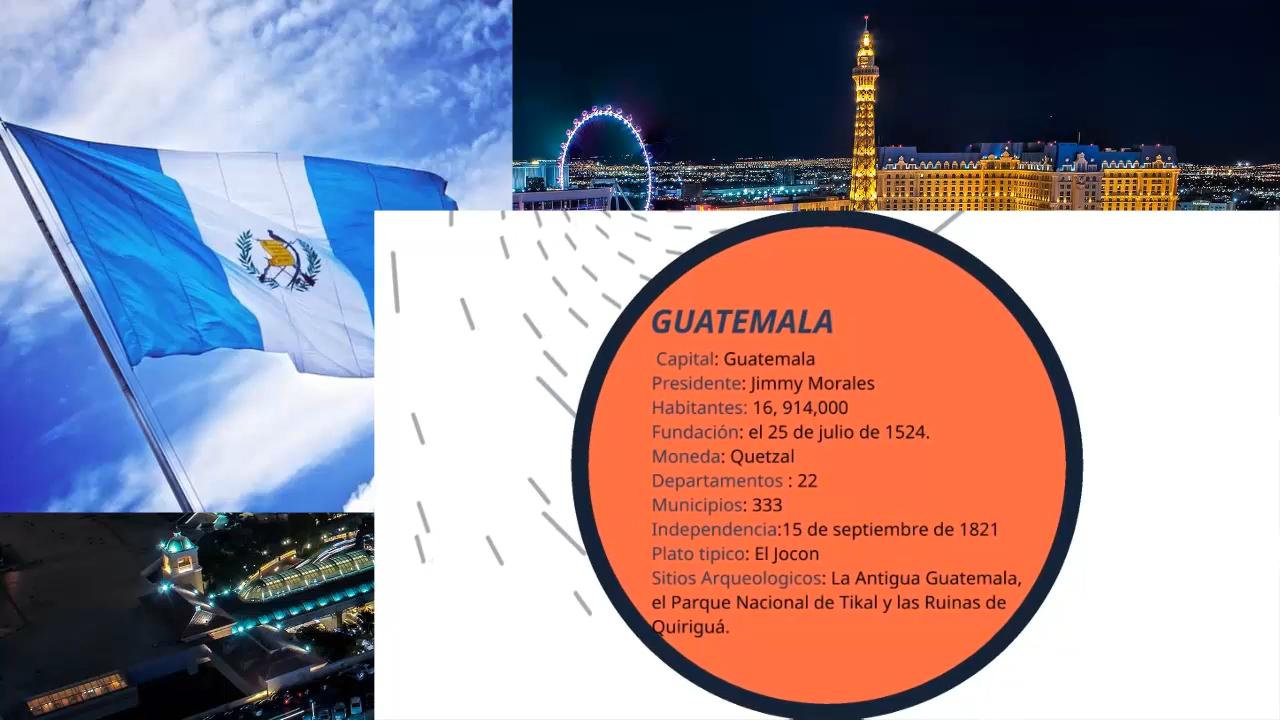 GUATEMALA
Capital: Guatemala
Presidente: Jimmy Morales
Habitantes: 16, 914,000
Fundación: el 25 de julio de 1524.
Moneda: Quetzal
Departamentos : 22
Municipios: 333
Independencia:15 de septiembre de 1821
Plato tipico: El Jocon
Sitios Arqueologicos: La Antigua Guatemala,
el Parque Nacional de Tikal y las Ruinas de
Quiriguá.